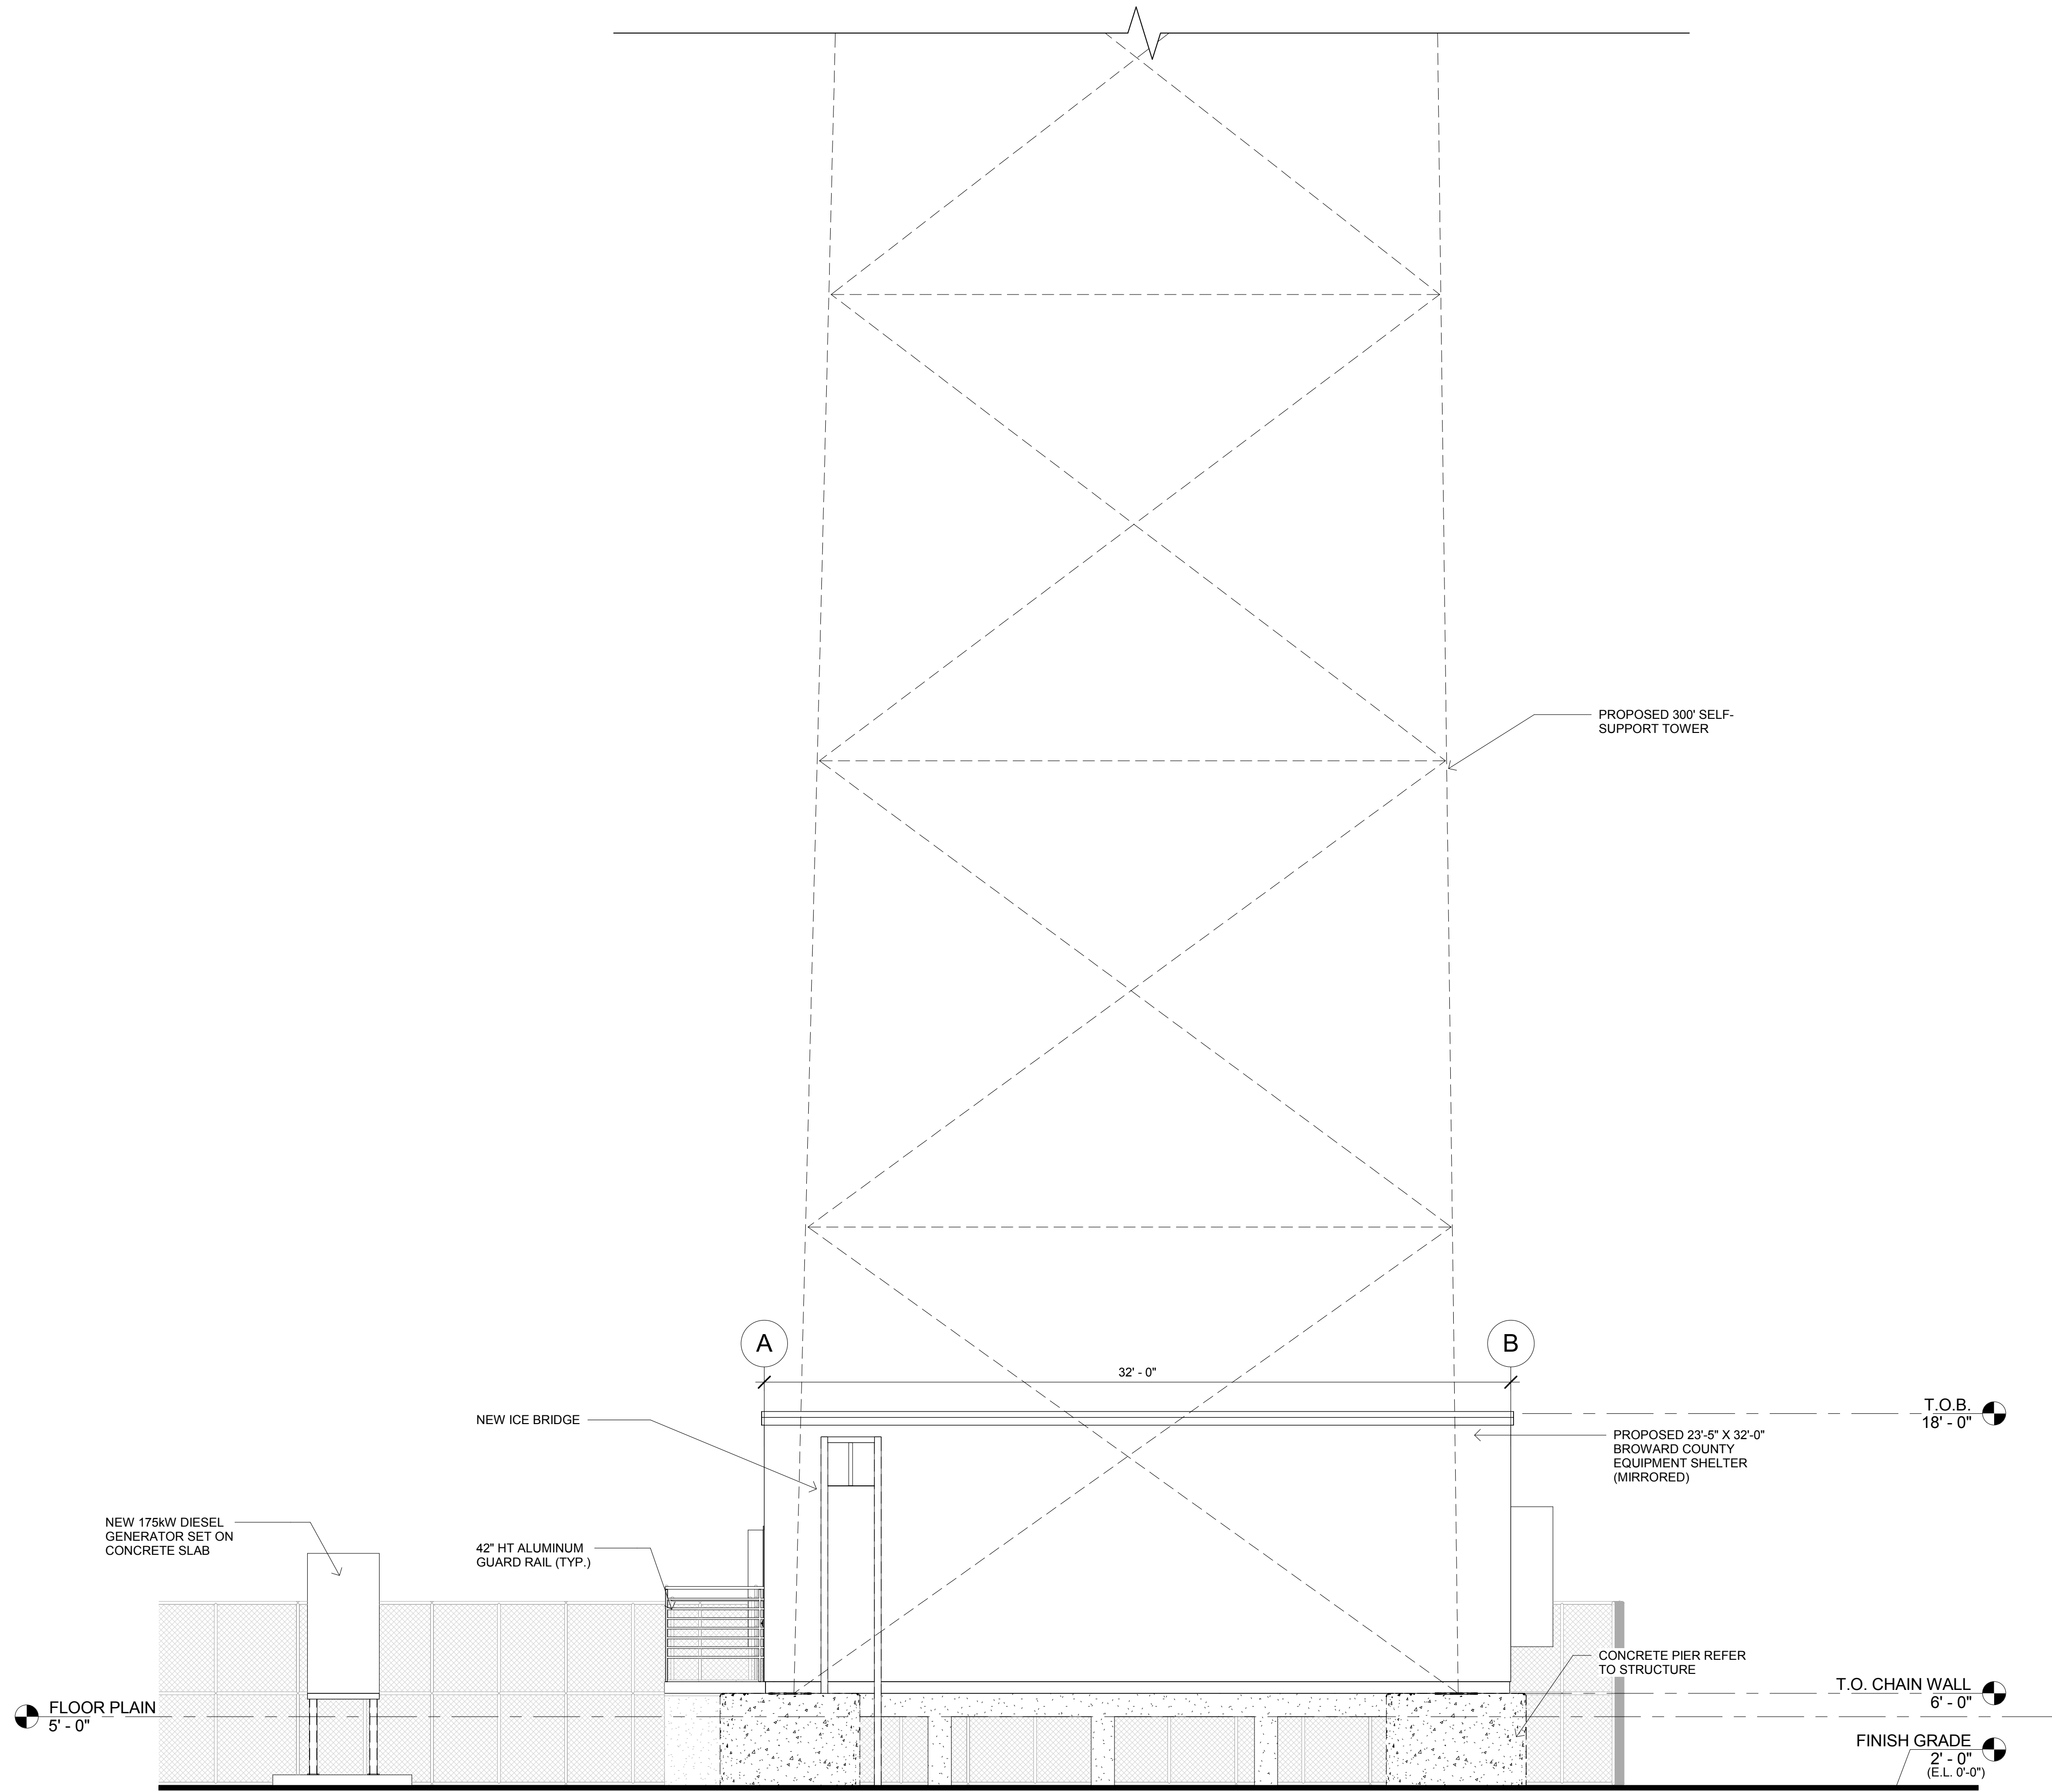 PROPOSED 300' SELF-
SUPPORT TOWER
A
B
32' - 0"
T.O.B.
18' - 0"
NEW ICE BRIDGE
PROPOSED 23'-5" X 32'-0"
BROWARD COUNTY
EQUIPMENT SHELTER
(MIRRORED)
NEW 175kW DIESEL
GENERATOR SET ON
CONCRETE SLAB
42" HT ALUMINUM
GUARD RAIL (TYP.)
CONCRETE PIER REFER
TO STRUCTURE
T.O. CHAIN WALL
6' - 0"
FLOOR PLAIN
5' - 0"
FINISH GRADE
2' - 0"
(E.L. 0'-0")